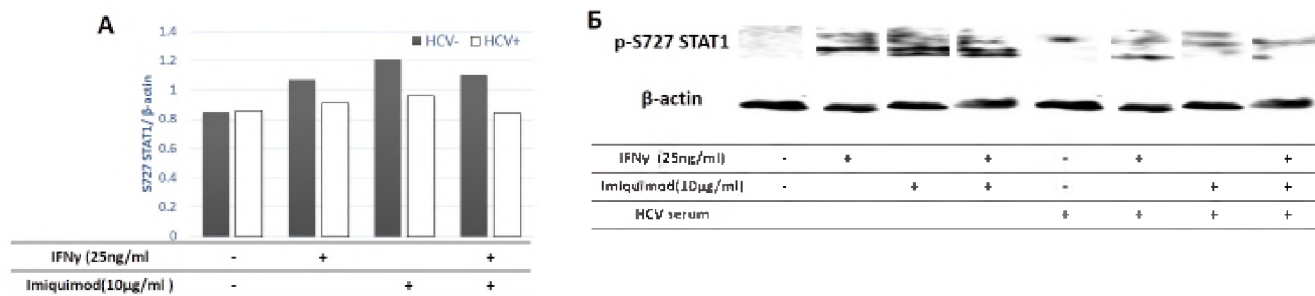 А
1.4
1.2
1
0.8
0.6
0.4
0.2
0
S727 STAT1/ β-actin
HCV- HCV+
IFNγ (25ng/ml - + +
Imiquimod(10µg/ml ) - + +
Б
p-S727 STAT1
β-actin
IFNγ (25ng/ml) - + + - + +
Imiquimod(10µg/ml) - + + - + +
HCV serum + + + +